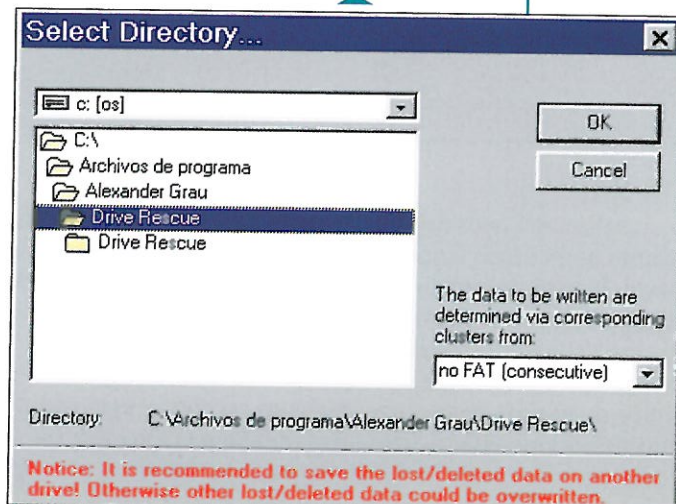 Select Directory...
c: [os]
OK
C:\
Cancel
Archivos de programa
Alexander Grau
Drive Rescue
Drive Rescue
The data to be written are
determined via corresponding
clusters from:
no FAT (consecutive)
Directory: C:\Archivos de programa\Alexander Grau\Drive Rescue\
Notice: It is recommended to save the lost/deleted data on another
drive! Otherwise other lost/deleted data could be overwritten.